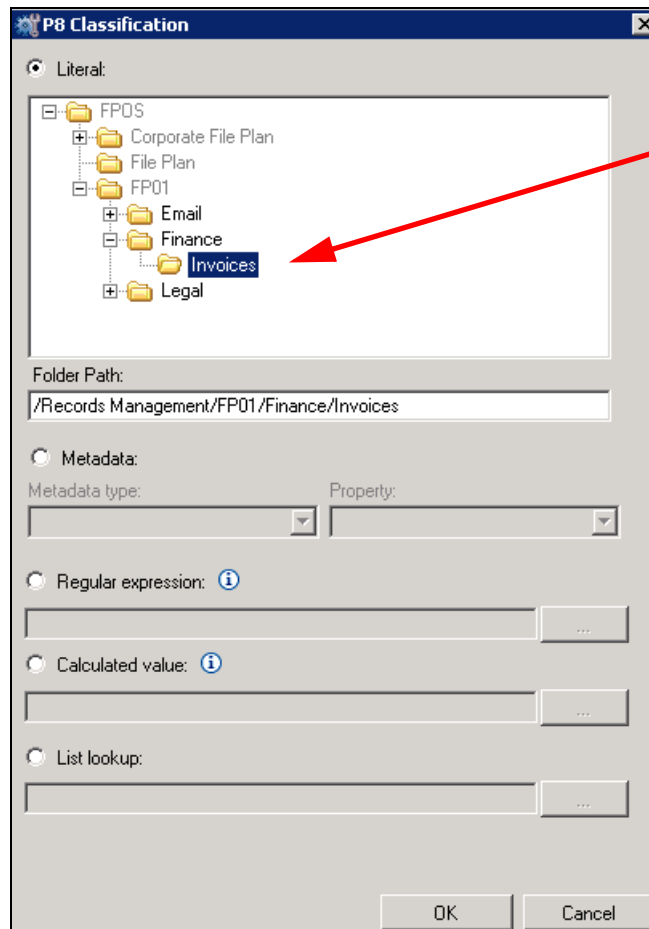 P8 Classification
Literal:
FPOS
Corporate File Plan
File Plan
FP01
Email
Finance
Invoices
Legal
Folder Path:
/Records Management/FP01/Finance/Invoices
Metadata:
Metadata type: Property:
Regular expression:
...
Calculated value:
...
List lookup:
...
OK Cancel